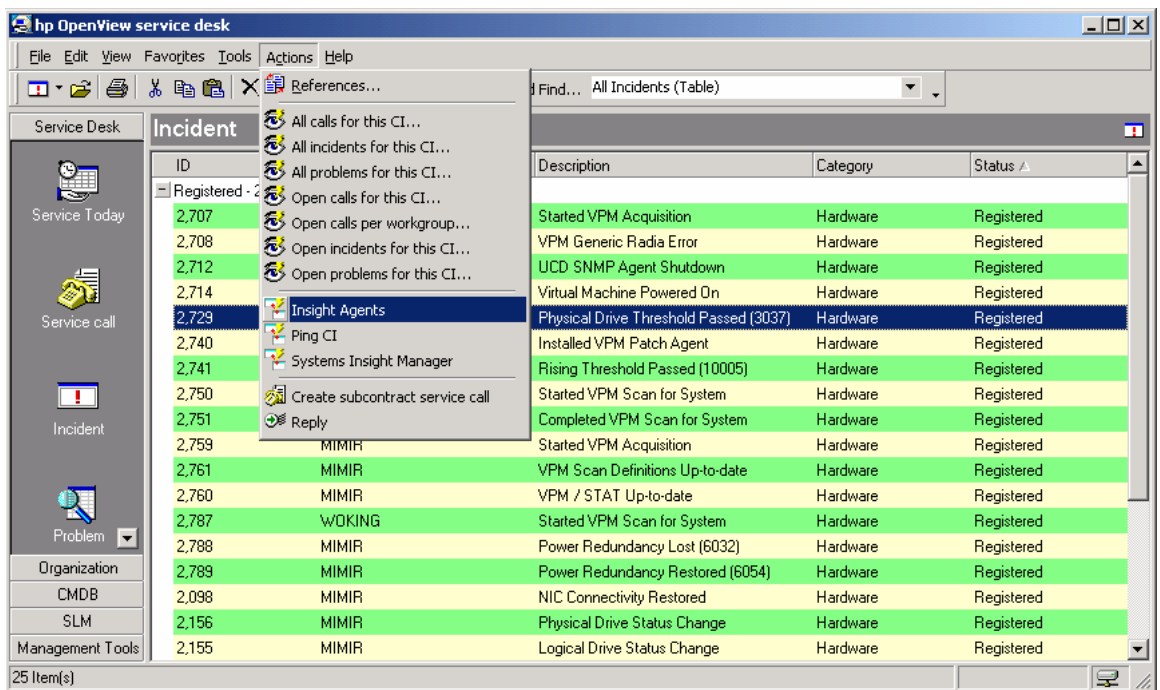 hp OpenView service desk
File Edit View Favorites Tools Actions Help
d Find... All Incidents (Table)
References...
All calls for this CI...
All incidents for this CI...
All problems for this CI...
Open calls for this CI...
Open calls per workgroup...
Open incidents for this CI...
Open problems for this CI...
Insight Agents
Ping CI
Systems Insight Manager
Create subcontract service call
Reply
Service Desk
Service Today
Service call
Incident
Problem
Organization
CMDB
SLM
Management Tools
Incident
ID Description Category Status
Registered - 2
2,707 Started VPM Acquisition Hardware Registered
2,708 VPM Generic Radia Error Hardware Registered
2,712 UCD SNMP Agent Shutdown Hardware Registered
2,714 Virtual Machine Powered On Hardware Registered
2,729 Physical Drive Threshold Passed (3037) Hardware Registered
2,740 Installed VPM Patch Agent Hardware Registered
2,741 Rising Threshold Passed (10005) Hardware Registered
2,750 Started VPM Scan for System Hardware Registered
2,751 Completed VPM Scan for System Hardware Registered
2,759 MIMIR Started VPM Acquisition Hardware Registered
2,761 MIMIR VPM Scan Definitions Up-to-date Hardware Registered
2,760 MIMIR VPM / STAT Up-to-date Hardware Registered
2,787 WOKING Started VPM Scan for System Hardware Registered
2,788 MIMIR Power Redundancy Lost (6032) Hardware Registered
2,789 MIMIR Power Redundancy Restored (6054) Hardware Registered
2,098 MIMIR NIC Connectivity Restored Hardware Registered
2,156 MIMIR Physical Drive Status Change Hardware Registered
2,155 MIMIR Logical Drive Status Change Hardware Registered
25 Item(s)